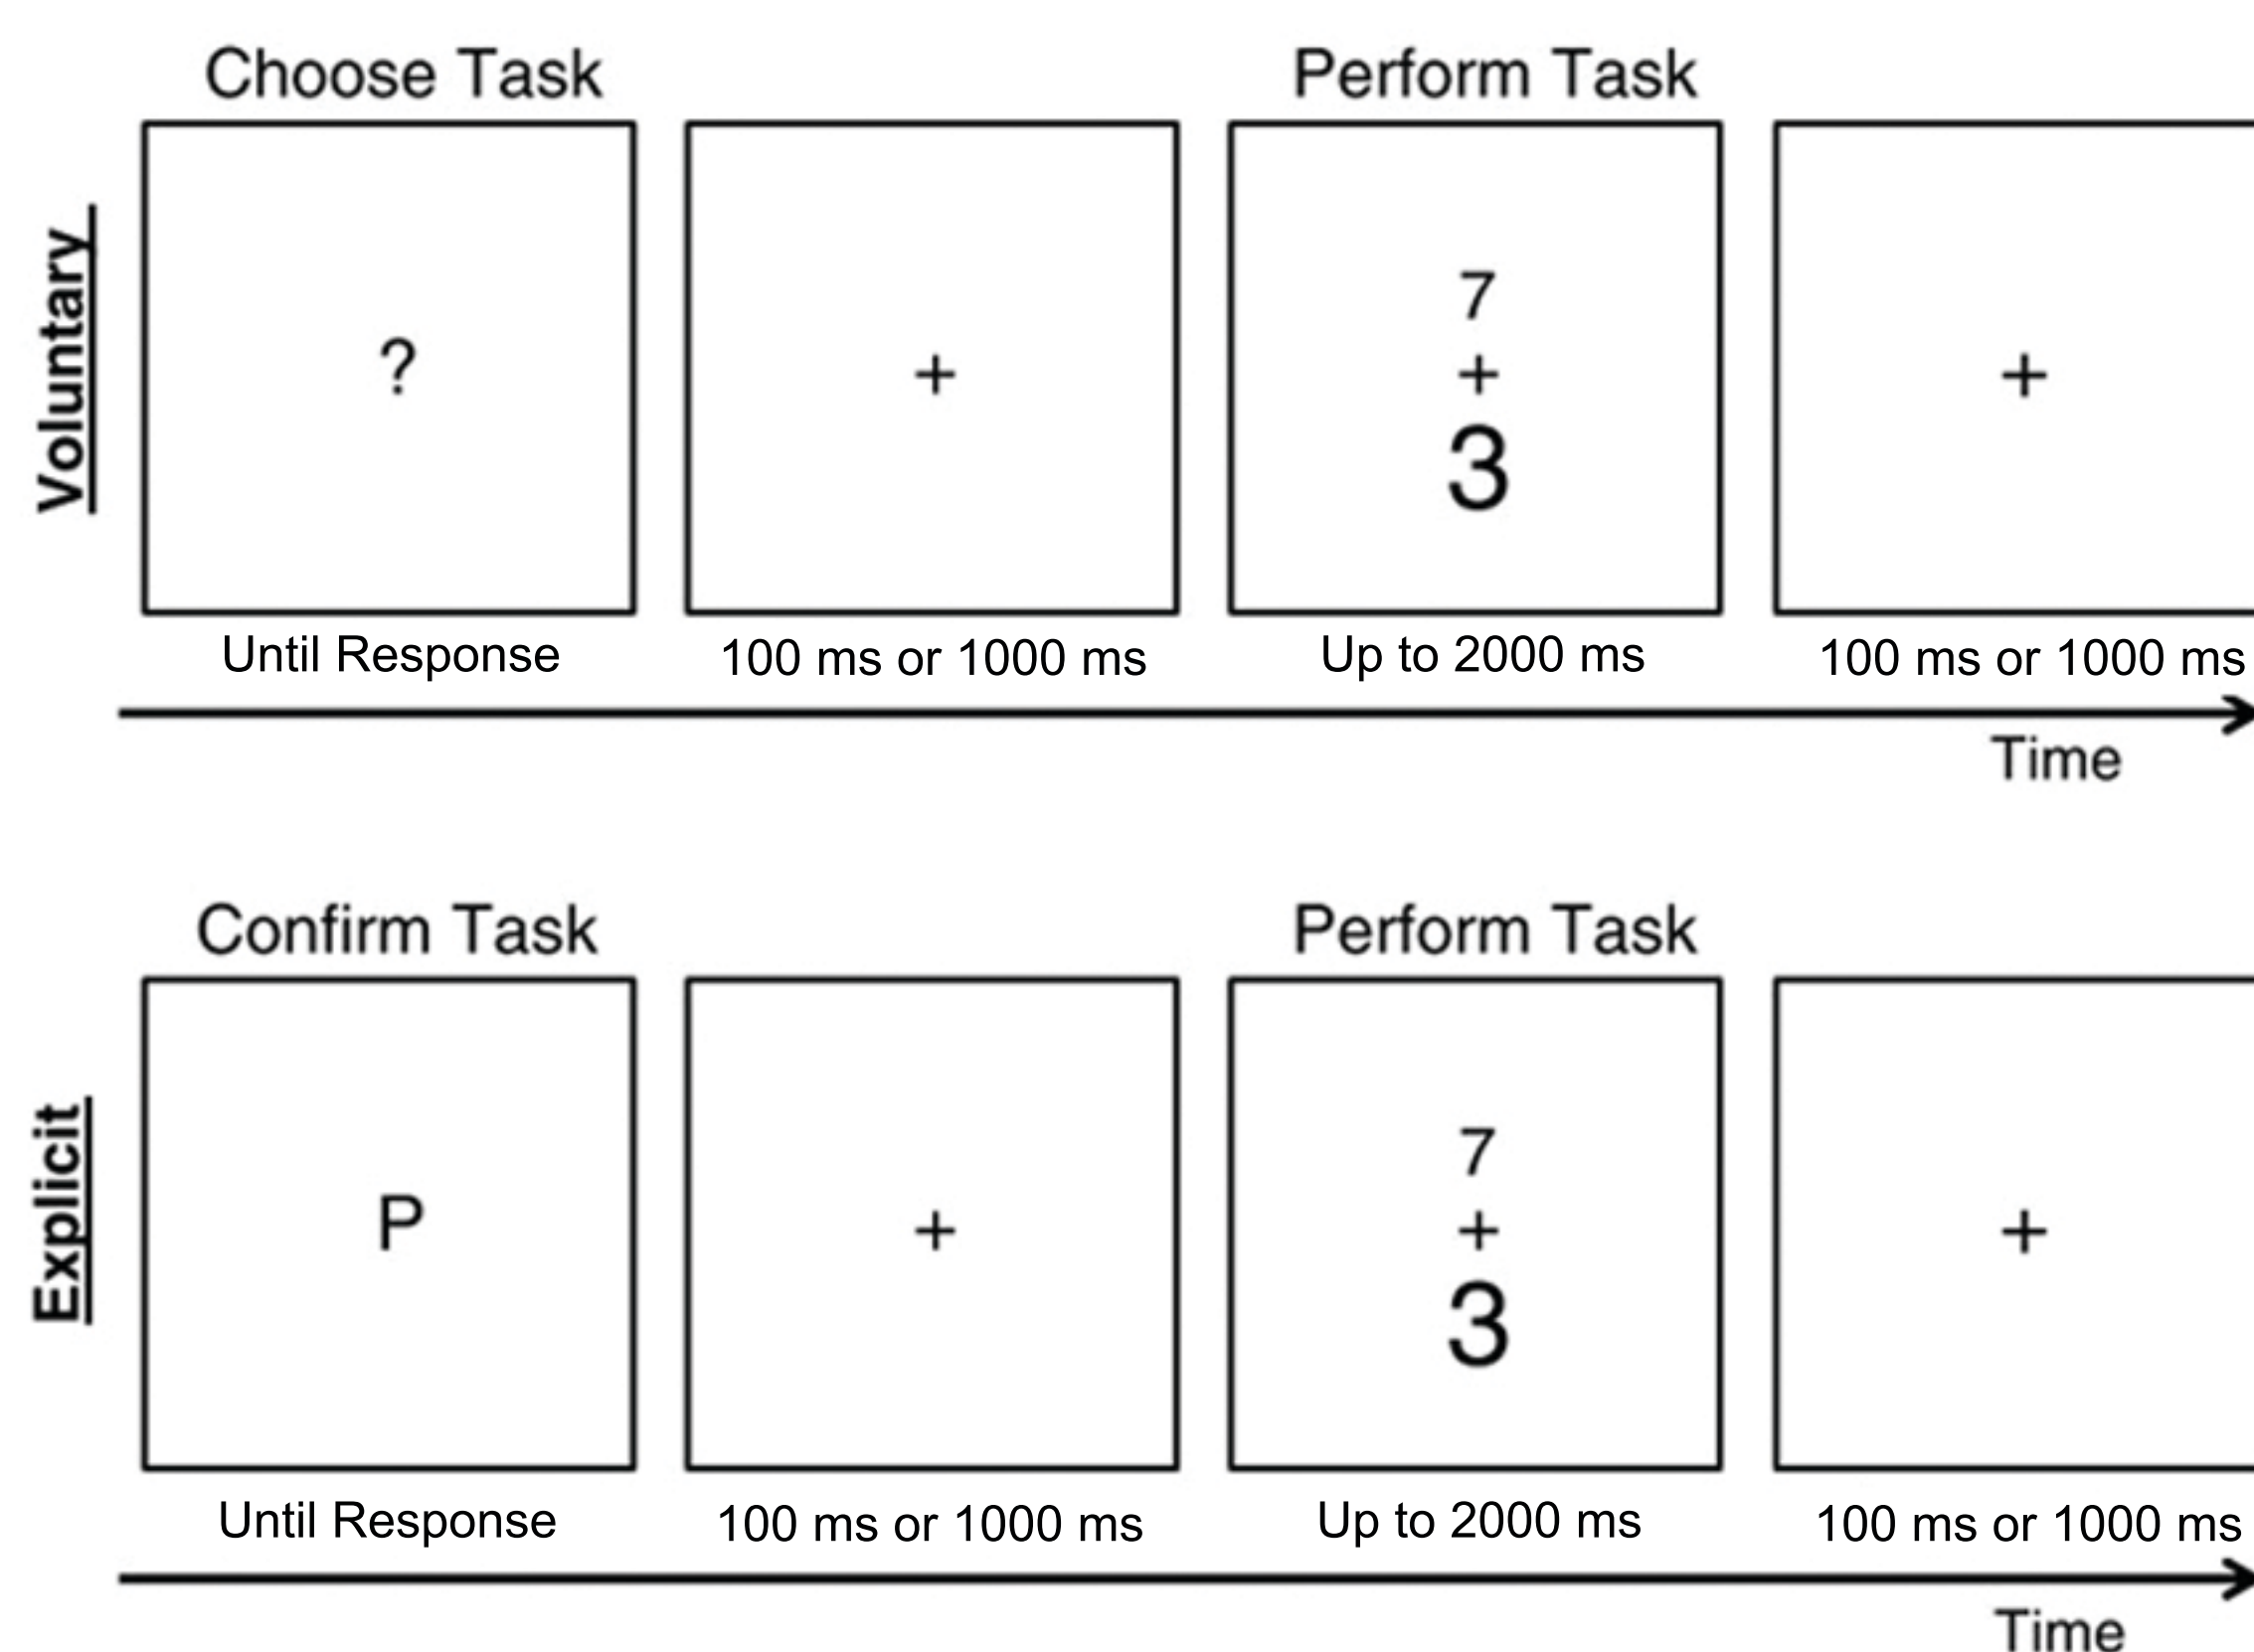 Choose Task
Perform Task
Voluntary
?
+
7
+
3
+
Until Response
100 ms or 1000 ms
Up to 2000 ms
100 ms or 1000 ms
Time
Confirm Task
Perform Task
Explicit
P
+
7
+
3
+
Until Response
100 ms or 1000 ms
Up to 2000 ms
100 ms or 1000 ms
Time